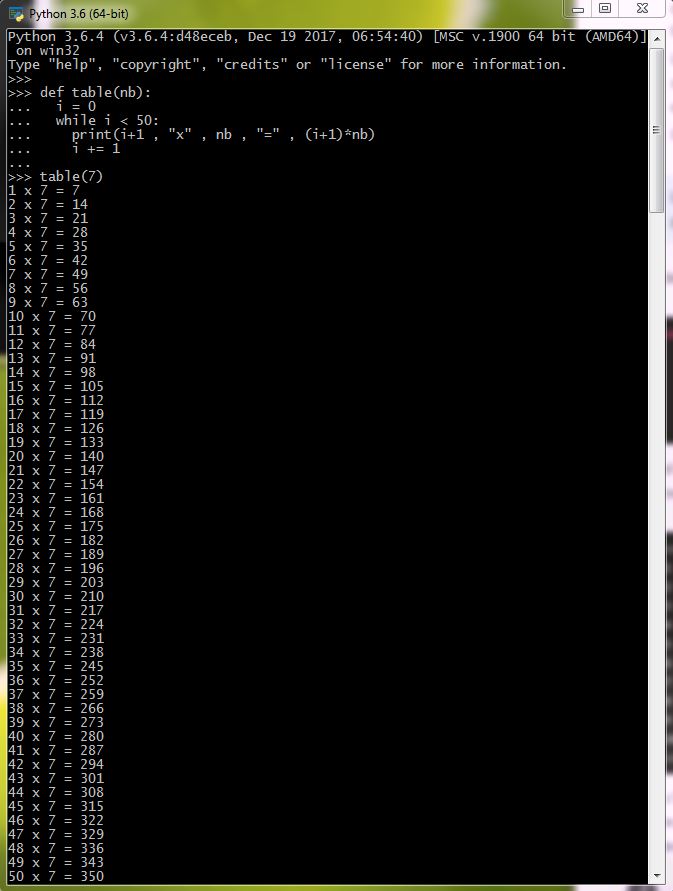 Python 3.6 (64-bit)
Python 3.6.4 (v3.6.4:d48eceb, Dec 19 2017, 06:54:40) [MSC v.1900 64 bit (AMD64)]
 on win32
Type "help", "copyright", "credits" or "license" for more information.
>>>
>>> def table(nb):
...   i = 0
...   while i < 50:
...     print(i+1 , "x" , nb , "=" , (i+1)*nb)
...     i += 1
...
>>> table(7)
1 x 7 = 7
2 x 7 = 14
3 x 7 = 21
4 x 7 = 28
5 x 7 = 35
6 x 7 = 42
7 x 7 = 49
8 x 7 = 56
9 x 7 = 63
10 x 7 = 70
11 x 7 = 77
12 x 7 = 84
13 x 7 = 91
14 x 7 = 98
15 x 7 = 105
16 x 7 = 112
17 x 7 = 119
18 x 7 = 126
19 x 7 = 133
20 x 7 = 140
21 x 7 = 147
22 x 7 = 154
23 x 7 = 161
24 x 7 = 168
25 x 7 = 175
26 x 7 = 182
27 x 7 = 189
28 x 7 = 196
29 x 7 = 203
30 x 7 = 210
31 x 7 = 217
32 x 7 = 224
33 x 7 = 231
34 x 7 = 238
35 x 7 = 245
36 x 7 = 252
37 x 7 = 259
38 x 7 = 266
39 x 7 = 273
40 x 7 = 280
41 x 7 = 287
42 x 7 = 294
43 x 7 = 301
44 x 7 = 308
45 x 7 = 315
46 x 7 = 322
47 x 7 = 329
48 x 7 = 336
49 x 7 = 343
50 x 7 = 350